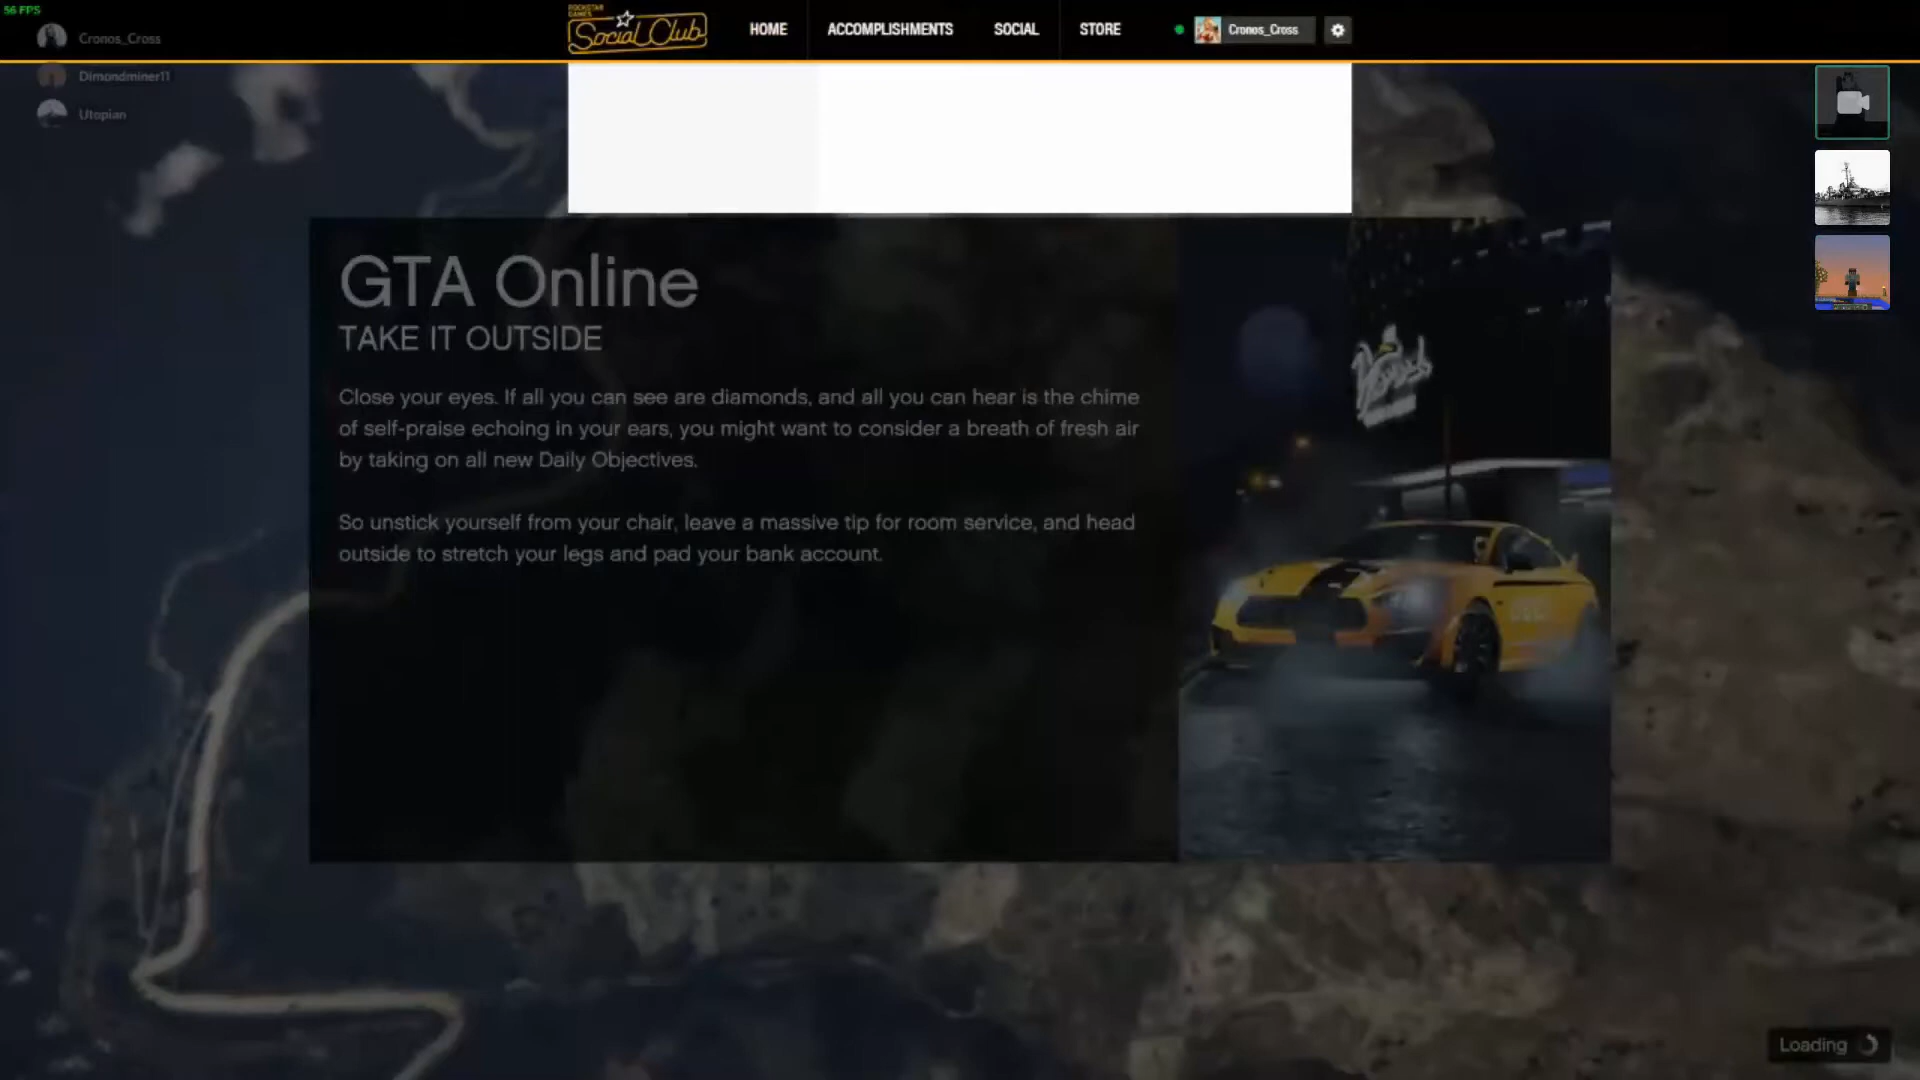 56 FPS
Cronos_Cross
Dimondminer11
Utopian
ROCKSTAR GAMES
Social Club
HOME
ACCOMPLISHMENTS
SOCIAL
STORE
Cronos_Cross
GTA Online
TAKE IT OUTSIDE
Close your eyes. If all you can see are diamonds, and all you can hear is the chime
of self-praise echoing in your ears, you might want to consider a breath of fresh air
by taking on all new Daily Objectives.
So unstick yourself from your chair, leave a massive tip for room service, and head
outside to stretch your legs and pad your bank account.
Loading